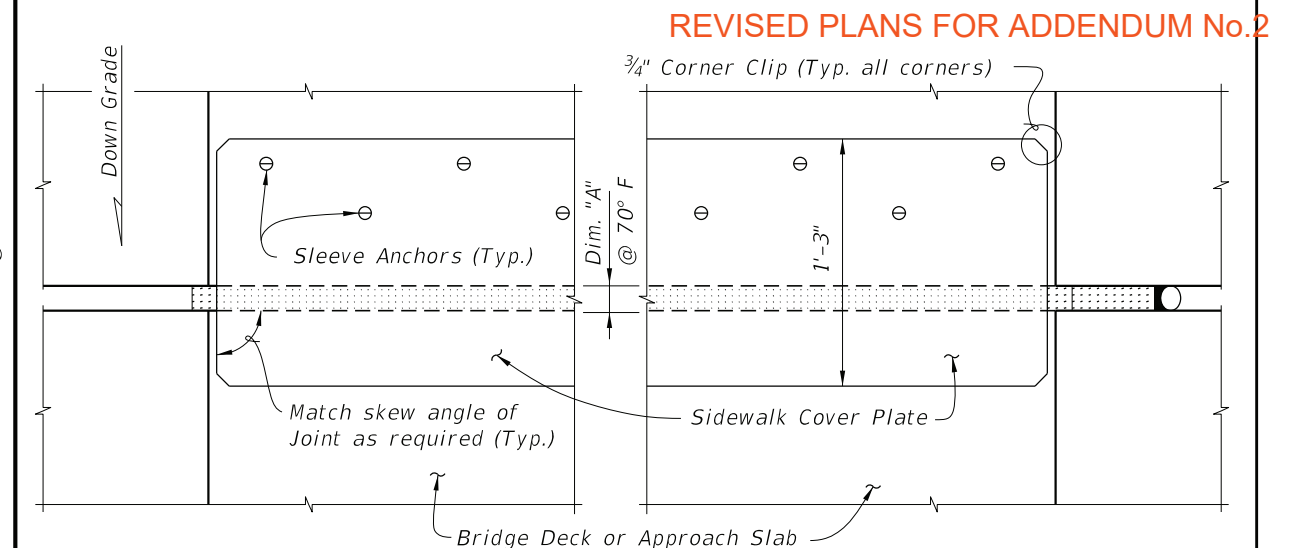 REVISED PLANS FOR ADDENDUM No.2
¾" Corner Clip (Typ. all corners)
Down Grade
Dim. "A"
@ 70° F
1'-3"
Sleeve Anchors (Typ.)
Match skew angle of
Joint as required (Typ.)
Sidewalk Cover Plate
Bridge Deck or Approach Slab